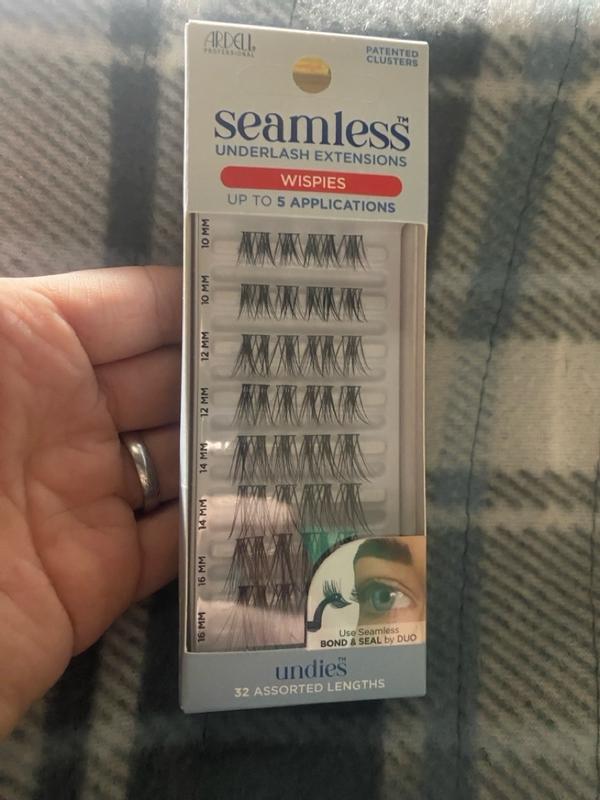 ARDELL
PROFESSIONAL
PATENTED
CLUSTERS
seamless™
UNDERLASH EXTENSIONS
WISPIES
UP TO 5 APPLICATIONS
10 MM
10 MM
12 MM
12 MM
14 MM
14 MM
16 MM
16 MM
Use Seamless
BOND & SEAL by DUO
undies™
32 ASSORTED LENGTHS